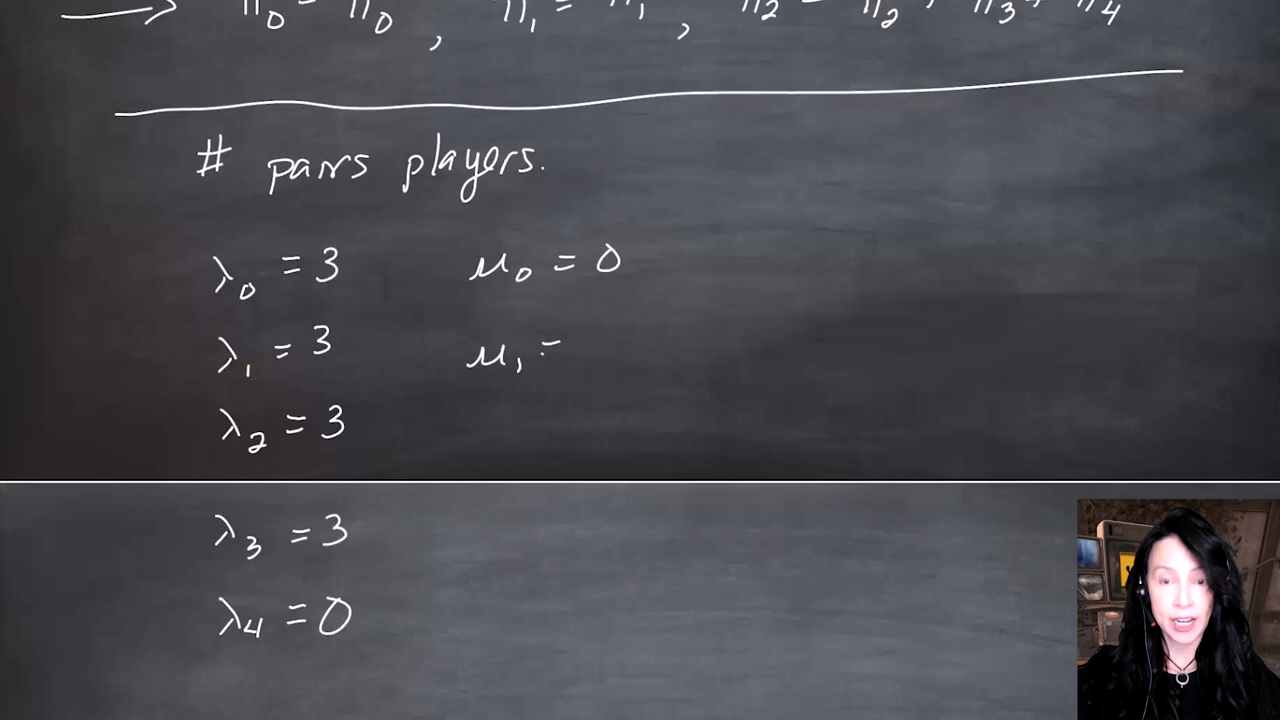 # pairs players.
λ₀ = 3 μ₀ = 0
λ₁ = 3 μ₁ =
λ₂ = 3
λ₃ = 3
λ₄ = 0